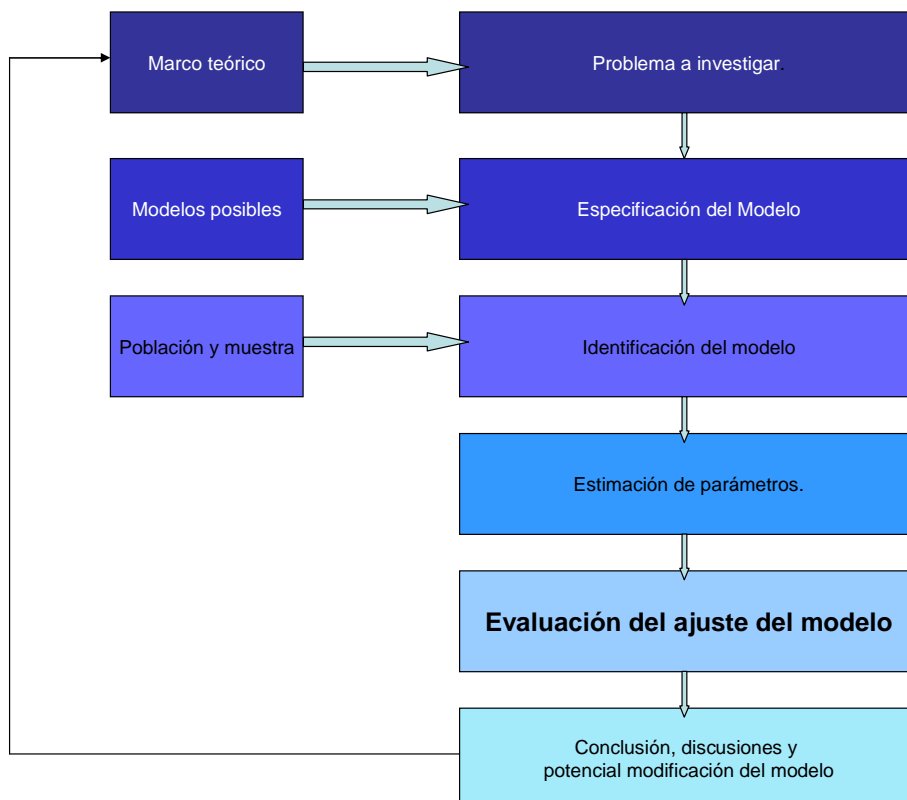 Marco teórico
Problema a investigar.
Modelos posibles
Especificación del Modelo
Población y muestra
Identificación del modelo
Estimación de parámetros.
Evaluación del ajuste del modelo
Conclusión, discusiones y
potencial modificación del modelo